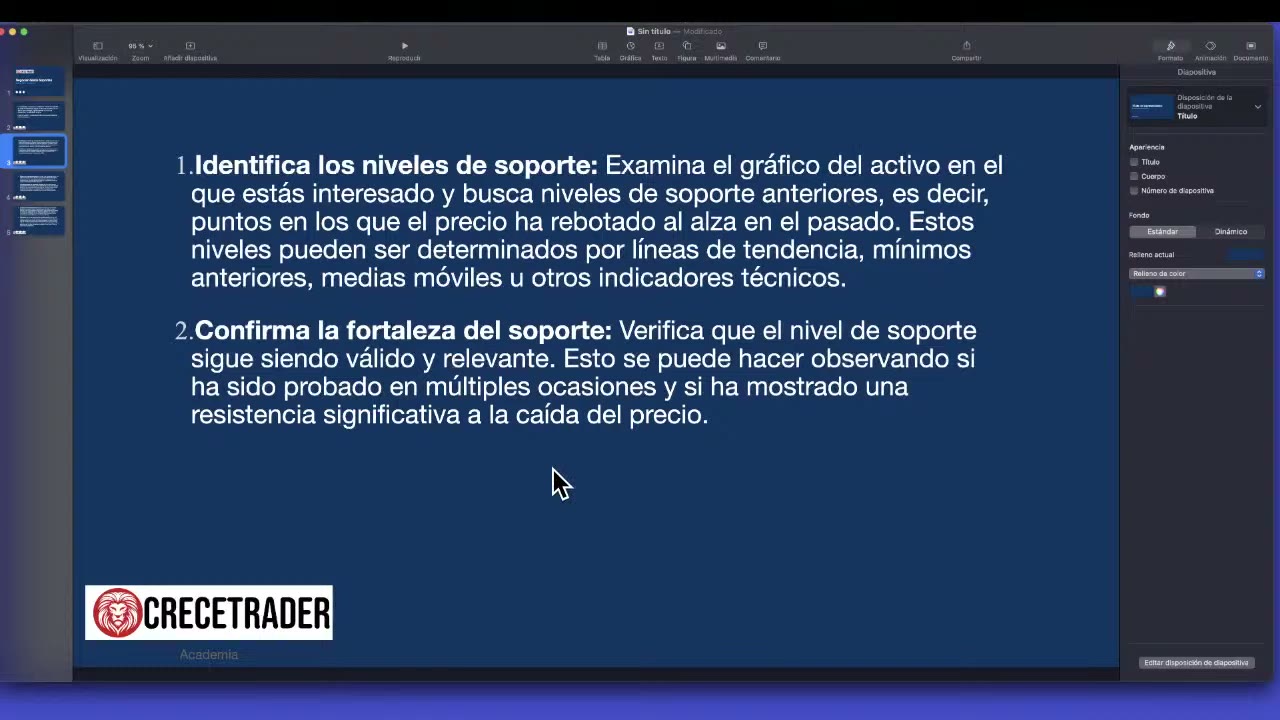 Sin título — Modificado
Visualización
95 %
Zoom
Añadir diapositiva
Reproducir
Tabla
Gráfica
Texto
Figura
Multimedia
Comentario
Compartir
Formato
Animación
Documento
1
2
3
4
5
1.Identifica los niveles de soporte: Examina el gráfico del activo en el
que estás interesado y busca niveles de soporte anteriores, es decir,
puntos en los que el precio ha rebotado al alza en el pasado. Estos
niveles pueden ser determinados por líneas de tendencia, mínimos
anteriores, medias móviles u otros indicadores técnicos.
2.Confirma la fortaleza del soporte: Verifica que el nivel de soporte
sigue siendo válido y relevante. Esto se puede hacer observando si
ha sido probado en múltiples ocasiones y si ha mostrado una
resistencia significativa a la caída del precio.
CRECETRADER
Academia
Diapositiva
Disposición de la
diapositiva
Título
Apariencia
Título
Cuerpo
Número de diapositiva
Fondo
Estándar
Dinámico
Relleno actual
Relleno de color
Editar disposición de diapositiva